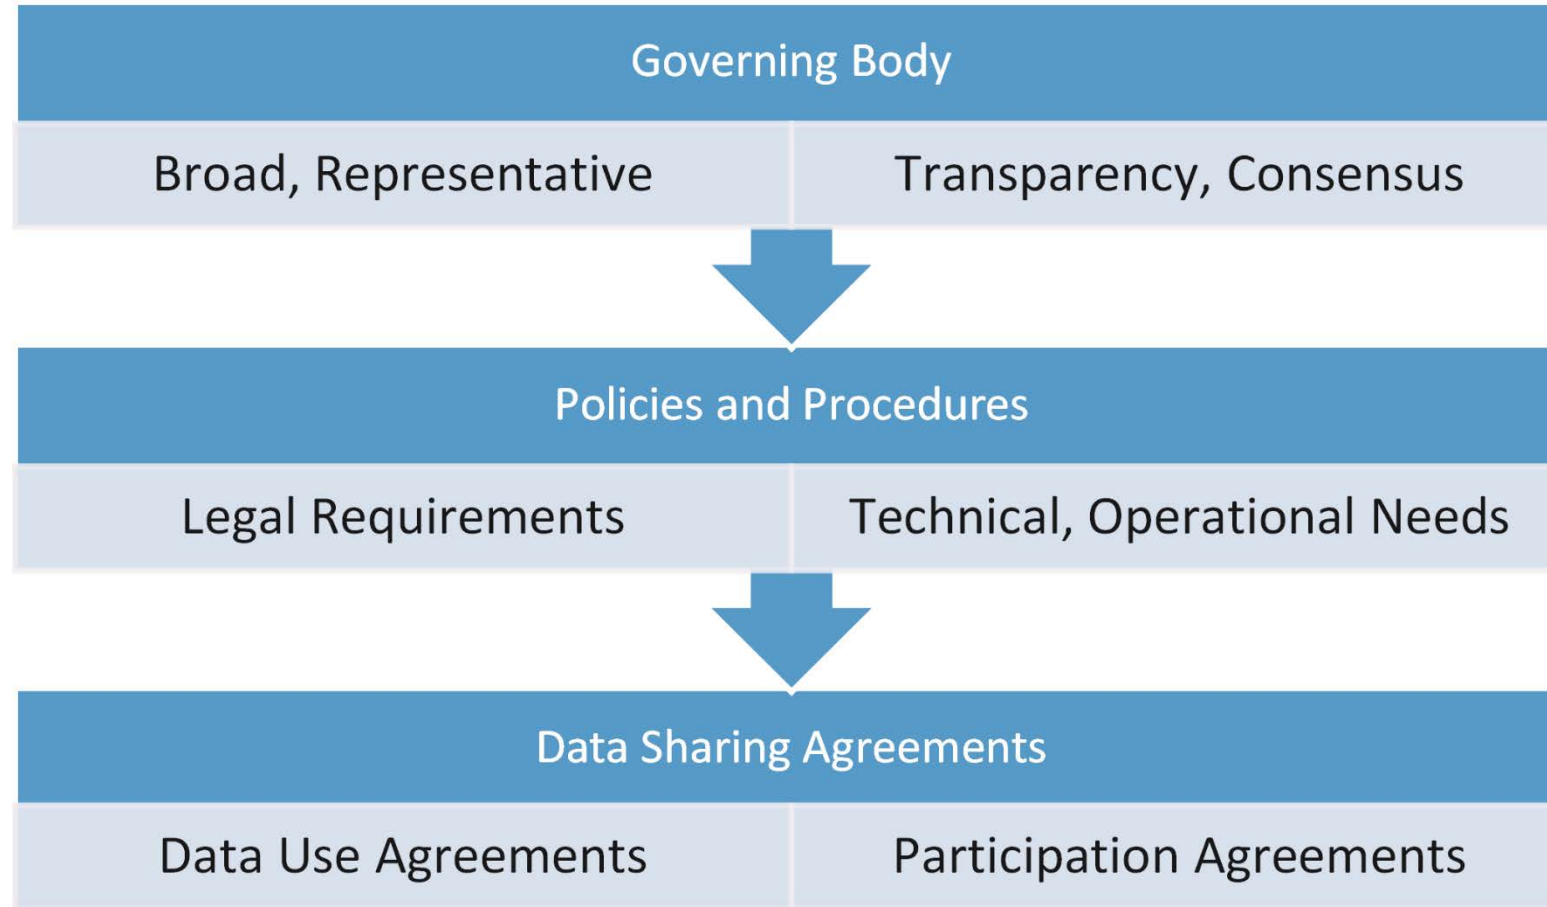 Governing Body
Broad, Representative
Transparency, Consensus
Policies and Procedures
Legal Requirements
Technical, Operational Needs
Data Sharing Agreements
Data Use Agreements
Participation Agreements